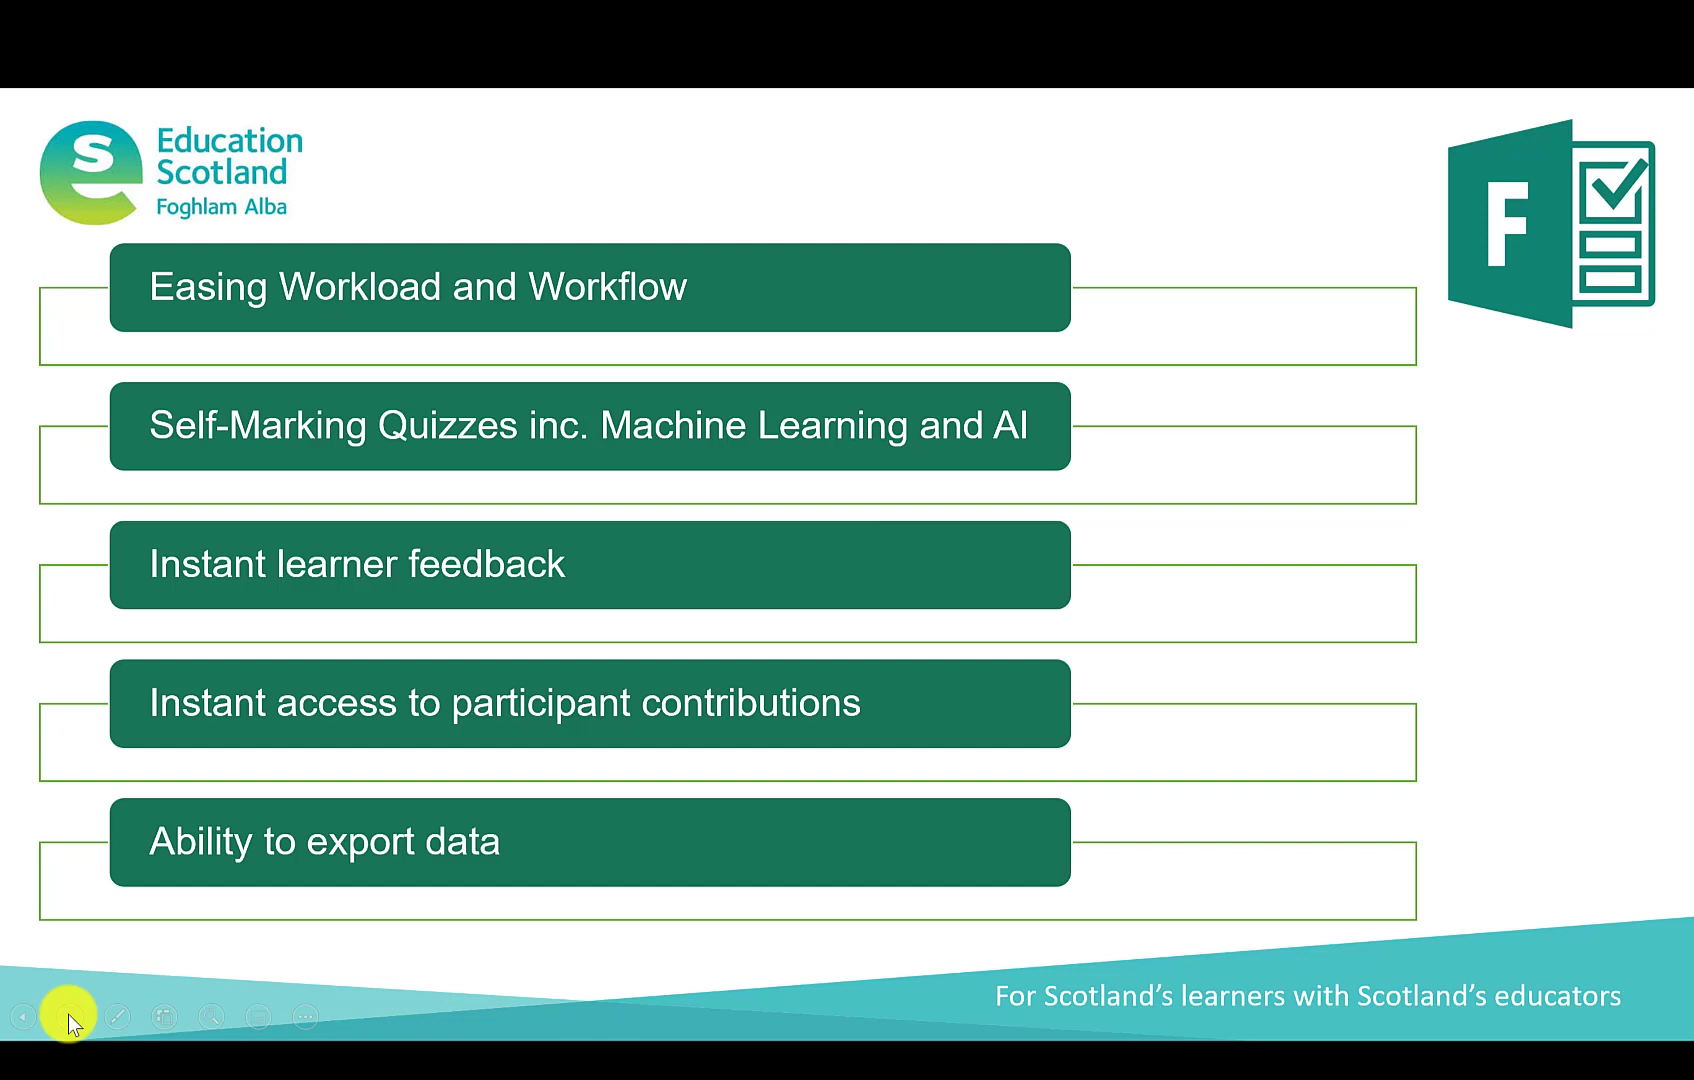 Education
Scotland
Foghlam Alba
F
Easing Workload and Workflow
Self-Marking Quizzes inc. Machine Learning and AI
Instant learner feedback
Instant access to participant contributions
Ability to export data
For Scotland’s learners with Scotland’s educators